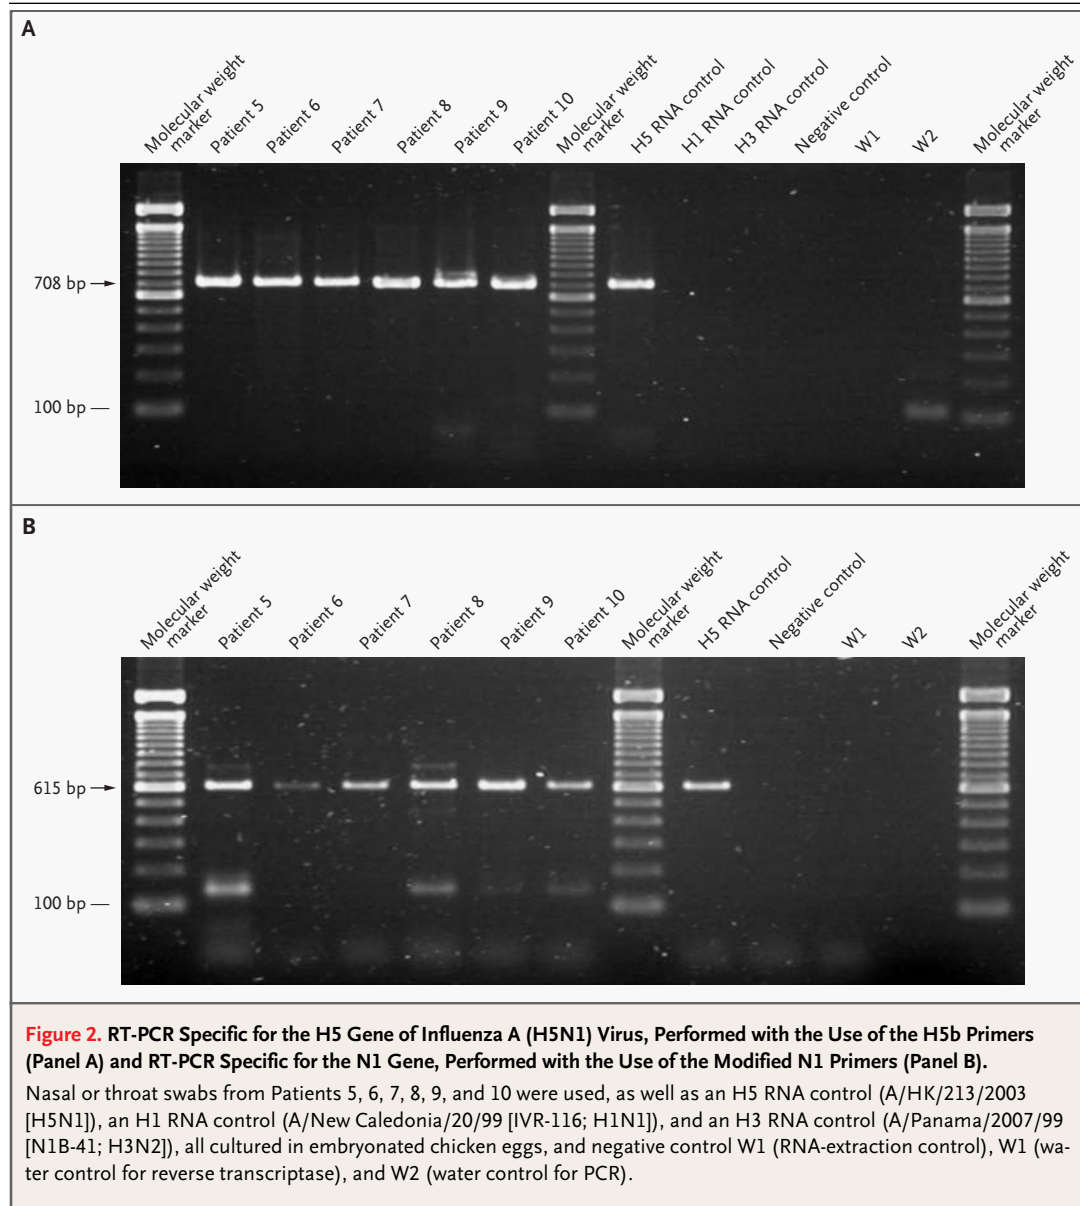 A
Molecular weight
marker
Patient 5
Patient 6
Patient 7
Patient 8
Patient 9
Patient 10
Molecular weight
marker
H5 RNA control
H1 RNA control
H3 RNA control
Negative control
W1
W2
Molecular weight
marker
708 bp
100 bp
B
Molecular weight
marker
Patient 5
Patient 6
Patient 7
Patient 8
Patient 9
Patient 10
Molecular weight
marker
H5 RNA control
Negative control
W1
W2
Molecular weight
marker
615 bp
100 bp
Figure 2. RT-PCR Specific for the H5 Gene of Influenza A (H5N1) Virus, Performed with the Use of the H5b Primers
(Panel A) and RT-PCR Specific for the N1 Gene, Performed with the Use of the Modified N1 Primers (Panel B).
Nasal or throat swabs from Patients 5, 6, 7, 8, 9, and 10 were used, as well as an H5 RNA control (A/HK/213/2003
[H5N1]), an H1 RNA control (A/New Caledonia/20/99 [IVR-116; H1N1]), and an H3 RNA control (A/Panama/2007/99
[N1B-41; H3N2]), all cultured in embryonated chicken eggs, and negative control W1 (RNA-extraction control), W1 (wa-
ter control for reverse transcriptase), and W2 (water control for PCR).